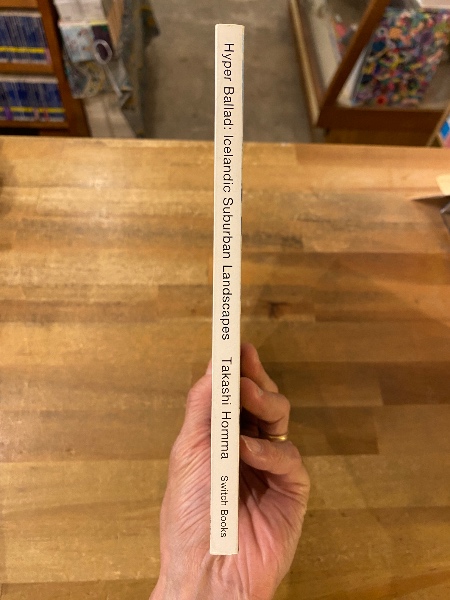 Hyper Ballad: Icelandic Suburban Landscapes Takashi Homma Switch Books